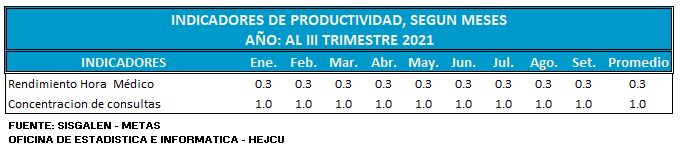 INDICADORES DE PRODUCTIVIDAD, SEGUN MESES
AÑO: AL III TRIMESTRE 2021
INDICADORES Ene. Feb. Mar. Abr. May. Jun. Jul. Ago. Set. Promedio
Rendimiento Hora Médico 0.3 0.3 0.3 0.3 0.3 0.3 0.3 0.3 0.3 0.3
Concentracion de consultas 1.0 1.0 1.0 1.0 1.0 1.0 1.0 1.0 1.0 1.0
FUENTE: SISGALEN - METAS
OFICINA DE ESTADISTICA E INFORMATICA - HEJCU